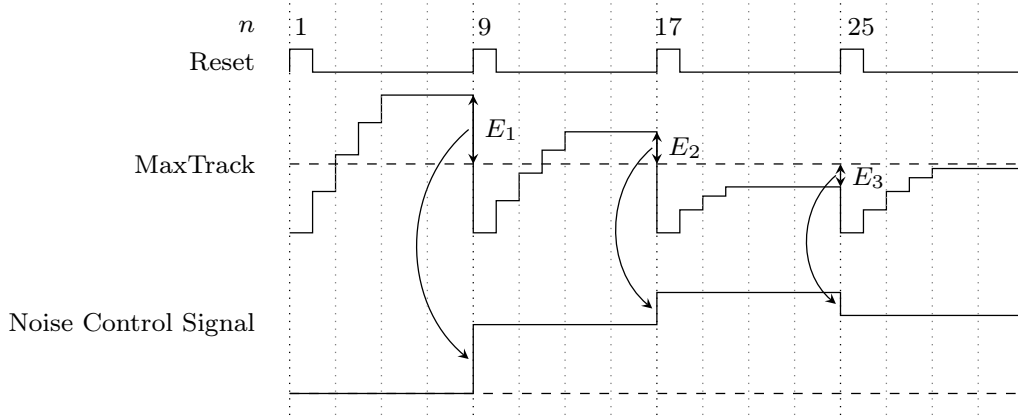 n 1 9 17 25
Reset
E1
E2
MaxTrack
E3
Noise Control Signal